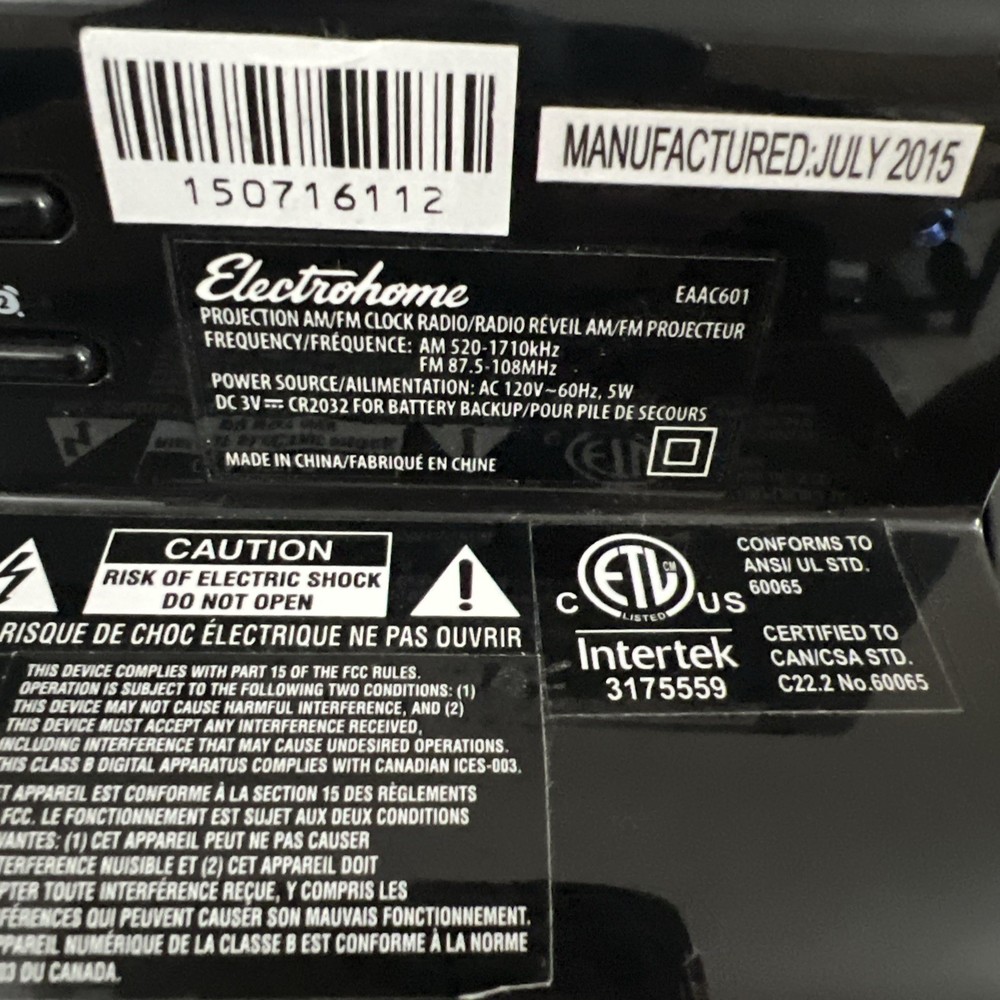 150716112
MANUFACTURED:JULY 2015
Electrohome
EAAC601
PROJECTION AM/FM CLOCK RADIO/RADIO RÉVEIL AM/FM PROJECTEUR
FREQUENCY/FRÉQUENCE: AM 520-1710kHz
FM 87.5-108MHz
POWER SOURCE/AILIMENTATION: AC 120V~60Hz, 5W
DC 3V⎓ CR2032 FOR BATTERY BACKUP/POUR PILE DE SECOURS
MADE IN CHINA/FABRIQUÉ EN CHINE
CAUTION
RISK OF ELECTRIC SHOCK
DO NOT OPEN
RISQUE DE CHOC ÉLECTRIQUE NE PAS OUVRIR
THIS DEVICE COMPLIES WITH PART 15 OF THE FCC RULES.
OPERATION IS SUBJECT TO THE FOLLOWING TWO CONDITIONS: (1)
THIS DEVICE MAY NOT CAUSE HARMFUL INTERFERENCE, AND (2)
THIS DEVICE MUST ACCEPT ANY INTERFERENCE RECEIVED,
INCLUDING INTERFERENCE THAT MAY CAUSE UNDESIRED OPERATIONS.
THIS CLASS B DIGITAL APPARATUS COMPLIES WITH CANADIAN ICES-003.
APPAREIL EST CONFORME À LA SECTION 15 DES RÈGLEMENTS
FCC. LE FONCTIONNEMENT EST SUJET AUX DEUX CONDITIONS
VANTES: (1) CET APPAREIL PEUT NE PAS CAUSER
TERFERENCE NUISIBLE ET (2) CET APPAREIL DOIT
PTER TOUTE INTERFÉRENCE REÇUE, Y COMPRIS LES
FÉRENCES QUI PEUVENT CAUSER SON MAUVAIS FONCTIONNEMENT.
PPAREIL NUMÉRIQUE DE LA CLASSE B EST CONFORME À LA NORME
03 DU CANADA.
ETL CM
LISTED
C US
Intertek
3175559
CONFORMS TO
ANSI/ UL STD.
60065
CERTIFIED TO
CAN/CSA STD.
C22.2 No.60065